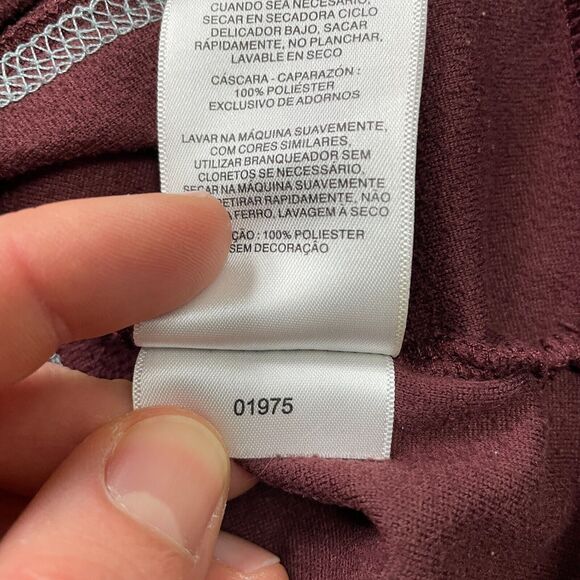 CUANDO SEA NECESARIO,
SECAR EN SECADORA CICLO
DELICADOR BAJO, SACAR
RÁPIDAMENTE, NO PLANCHAR,
LAVABLE EN SECO
CÁSCARA - CAPARAZÓN :
100% POLIÉSTER
EXCLUSIVO DE ADORNOS
LAVAR NA MÁQUINA SUAVEMENTE,
COM CORES SIMILARES,
UTILIZAR BRANQUEADOR SEM
CLORETOS SE NECESSÁRIO,
SECAR NA MÁQUINA SUAVEMENTE
RAPIDAMENTE, NÃO
FERRO, LAVAGEM À SECO
: 100% POLIESTER
SEM DECORAÇÃO
01975